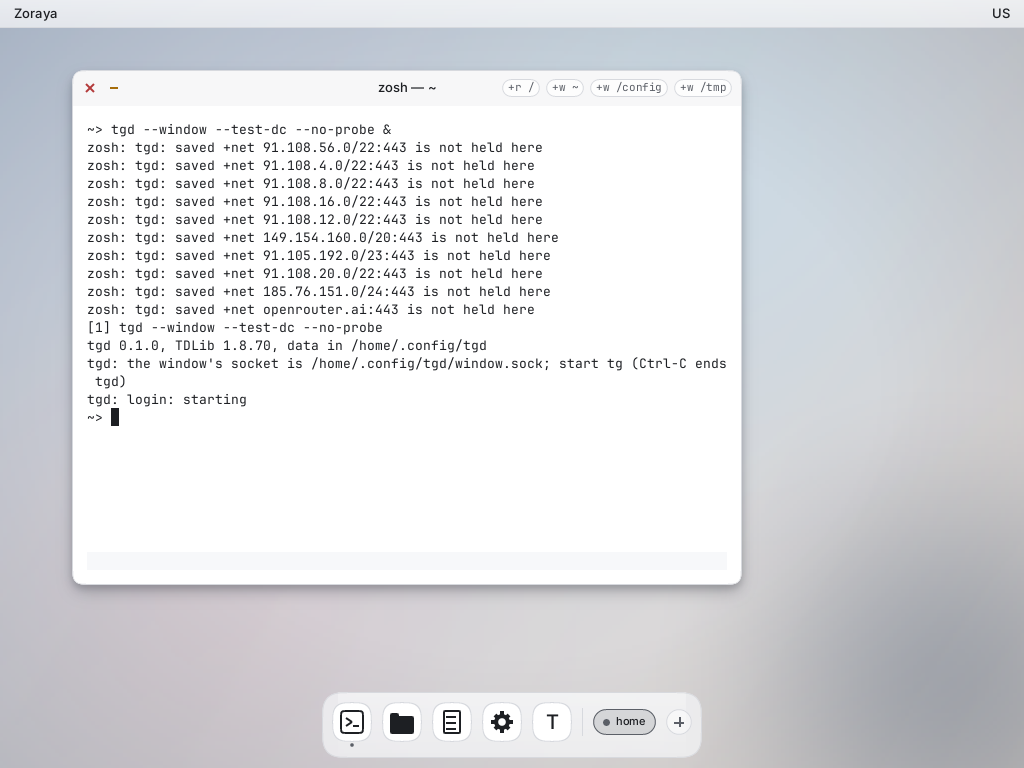 Zoraya
US
zosh — ~
+r /
+w ~
+w /config
+w /tmp
~> tgd --window --test-dc --no-probe &
zosh: tgd: saved +net 91.108.56.0/22:443 is not held here
zosh: tgd: saved +net 91.108.4.0/22:443 is not held here
zosh: tgd: saved +net 91.108.8.0/22:443 is not held here
zosh: tgd: saved +net 91.108.16.0/22:443 is not held here
zosh: tgd: saved +net 91.108.12.0/22:443 is not held here
zosh: tgd: saved +net 149.154.160.0/20:443 is not held here
zosh: tgd: saved +net 91.105.192.0/23:443 is not held here
zosh: tgd: saved +net 91.108.20.0/22:443 is not held here
zosh: tgd: saved +net 185.76.151.0/24:443 is not held here
zosh: tgd: saved +net openrouter.ai:443 is not held here
[1] tgd --window --test-dc --no-probe
tgd 0.1.0, TDLib 1.8.70, data in /home/.config/tgd
tgd: the window's socket is /home/.config/tgd/window.sock; start tg (Ctrl-C ends
 tgd)
tgd: login: starting
~>
T
home